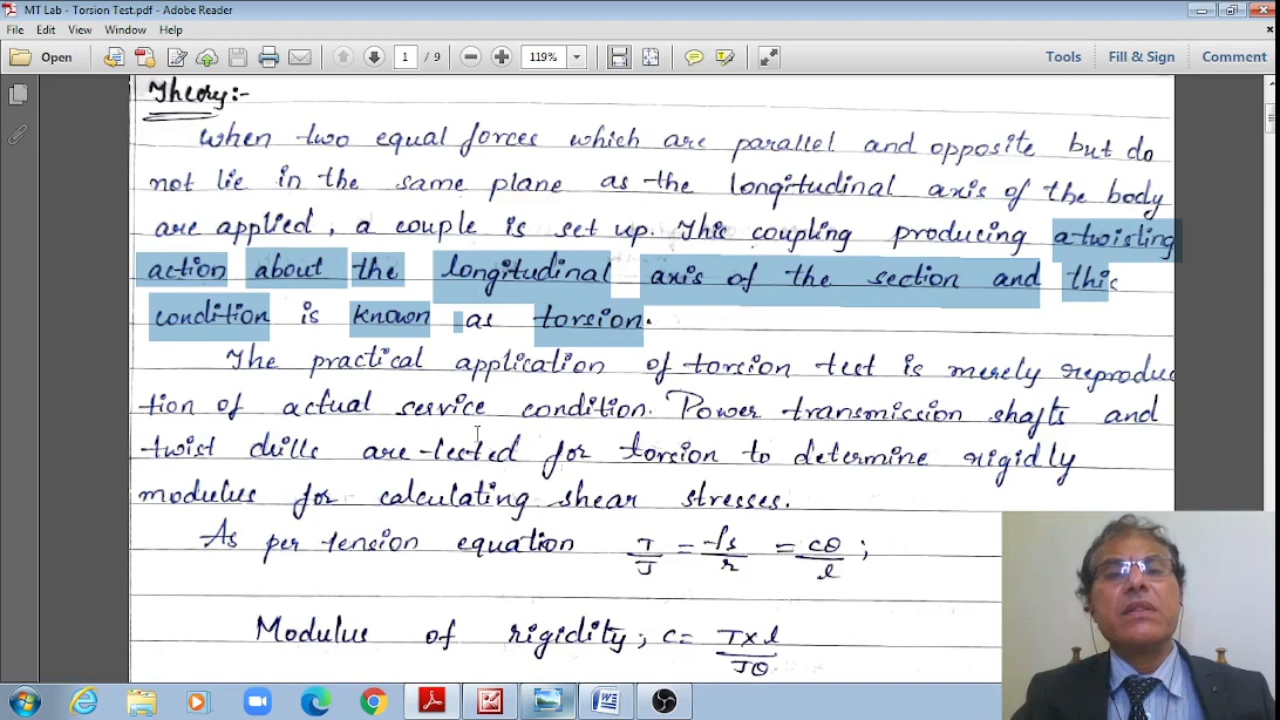 MT Lab - Torsion Test.pdf - Adobe Reader
File Edit View Window Help
Open 1 / 9 119% Tools Fill & Sign Comment
Theory:-
When two equal forces which are parallel and opposite but do
not lie in the same plane as the longitudinal axis of the body
are applied, a couple is set up. This coupling producing a twisting
action about the longitudinal axis of the section and this
condition is known as torsion.
The practical application of torsion test is merely reproduc
tion of actual service condition. Power transmission shafts and
twist drills are tested for torsion to determine rigidly
modulus for calculating shear stresses.
As per tension equation T/J = fs/r = cθ/l ;
Modulus of rigidity; c = T×l/Jθ